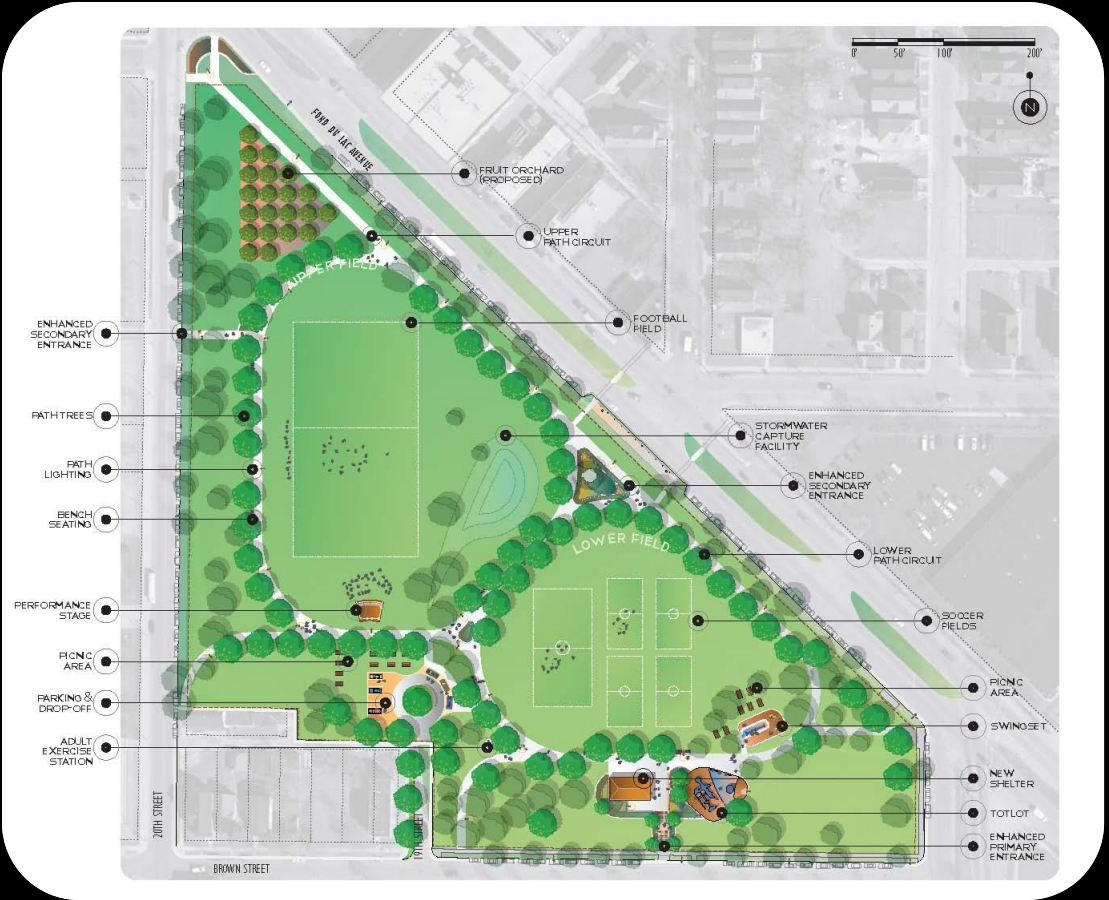 0'
50'
100'
200'
N
FOND DU LAC AVENUE
FRUIT ORCHARD
(PROPOSED)
UPPER
PATH CIRCUIT
UPPER FIELD
FOOTBALL
FIELD
ENHANCED
SECONDARY
ENTRANCE
PATH TREES
STORMWATER
CAPTURE
FACILITY
PATH
LIGHTING
ENHANCED
SECONDARY
ENTRANCE
BENCH
SEATING
LOWER FIELD
LOWER
PATH CIRCUIT
PERFORMANCE
STAGE
SOCCER
FIELDS
PICNIC
AREA
PICNIC
AREA
PARKING &
DROP-OFF
SWINGSET
ADULT
EXERCISE
STATION
NEW
SHELTER
TOTLOT
20TH STREET
19TH STREET
ENHANCED
PRIMARY
ENTRANCE
BROWN STREET